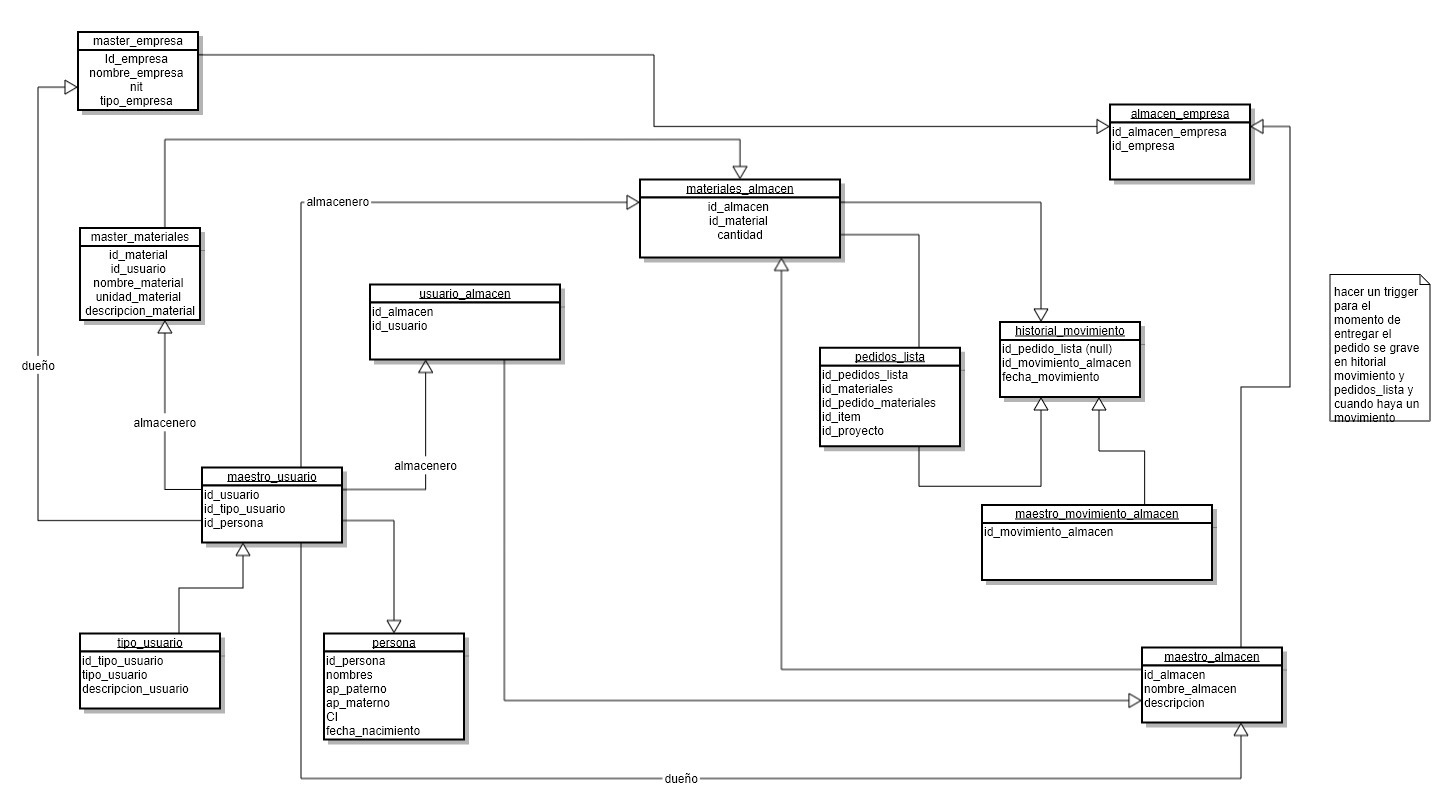 master_empresa
Id_empresa
nombre_empresa
nit
tipo_empresa
almacen_empresa
id_almacen_empresa
id_empresa
materiales_almacen
id_almacen
id_material
cantidad
almacenero
master_materiales
id_material
id_usuario
nombre_material
unidad_material
descripcion_material
usuario_almacen
id_almacen
id_usuario
hacer un trigger
para el
momento de
entregar el
pedido se grave
en hitorial
movimiento y
pedidos_lista y
cuando haya un
movimiento
historial_movimiento
id_pedido_lista (null)
id_movimiento_almacen
fecha_movimiento
pedidos_lista
id_pedidos_lista
id_materiales
id_pedido_materiales
id_item
id_proyecto
dueño
almacenero
almacenero
maestro_usuario
id_usuario
id_tipo_usuario
id_persona
maestro_movimiento_almacen
id_movimiento_almacen
tipo_usuario
id_tipo_usuario
tipo_usuario
descripcion_usuario
persona
id_persona
nombres
ap_paterno
ap_materno
CI
fecha_nacimiento
maestro_almacen
id_almacen
nombre_almacen
descripcion
dueño